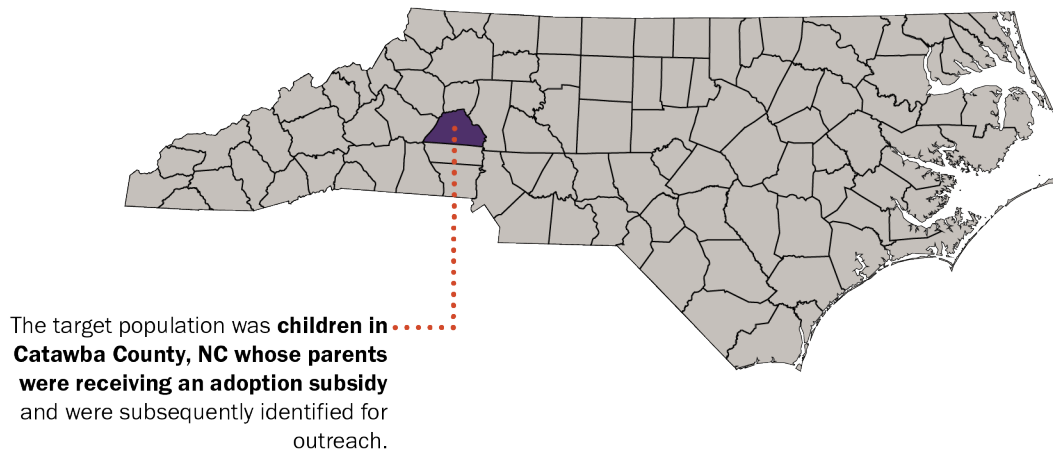 The target population was children in
Catawba County, NC whose parents
were receiving an adoption subsidy
and were subsequently identified for
outreach.